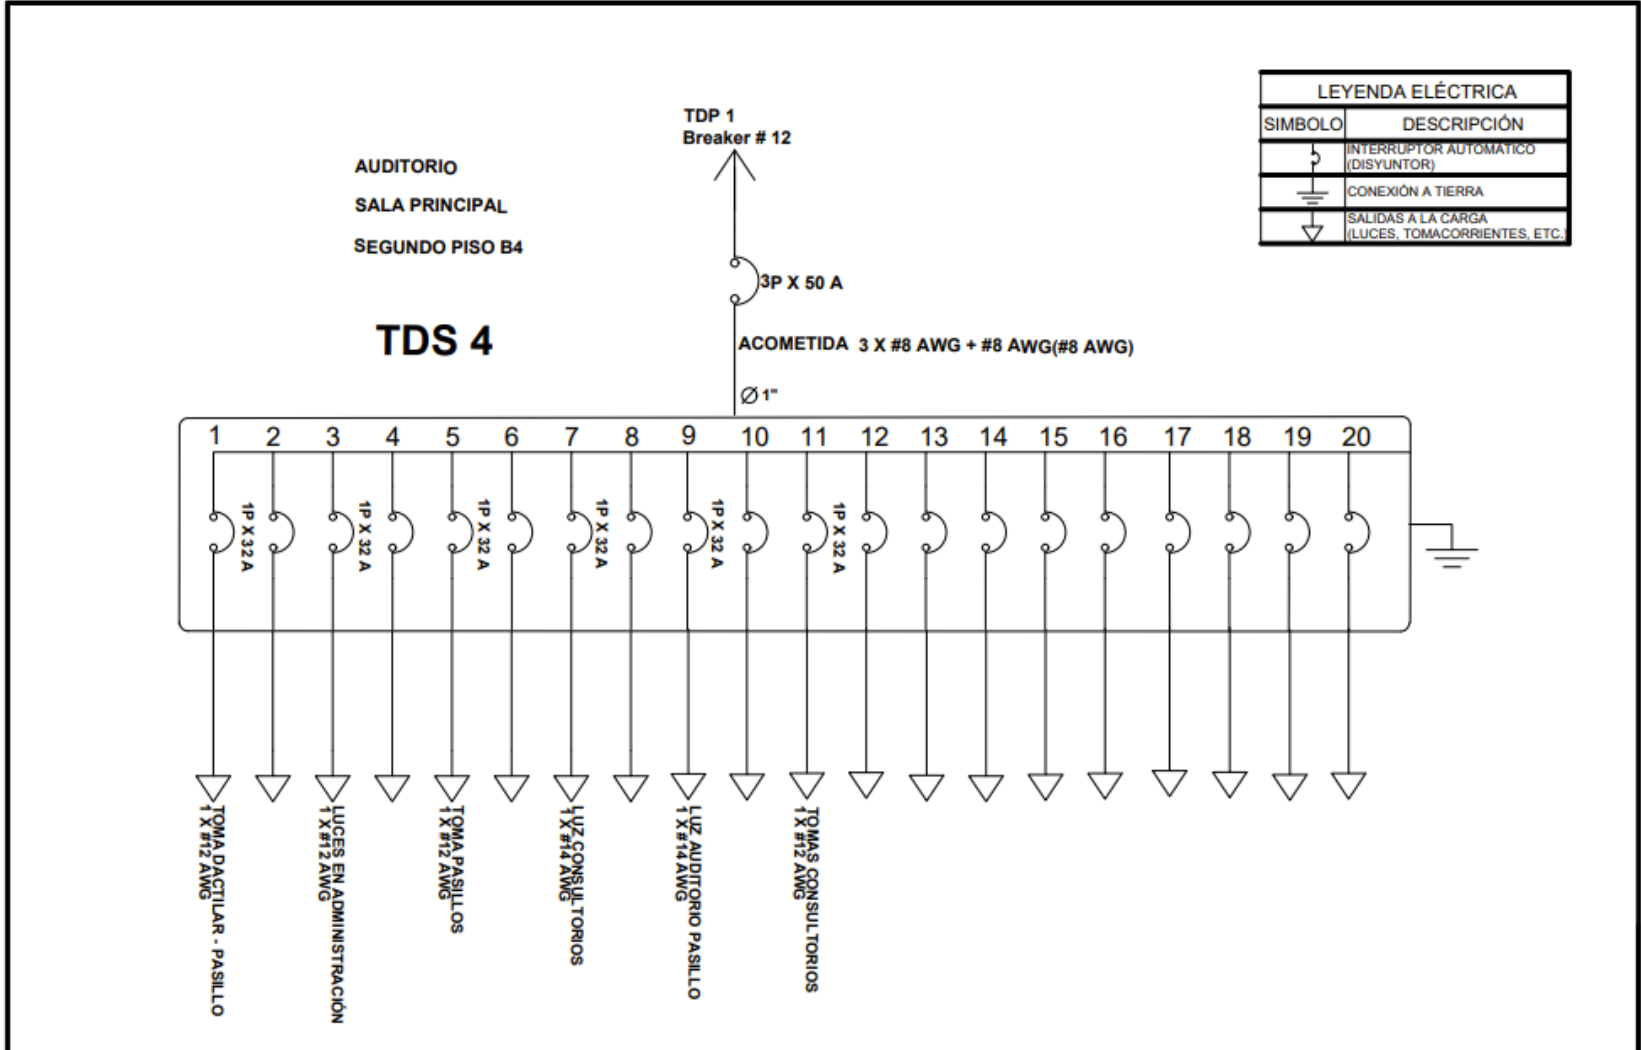 LEYENDA ELÉCTRICA
SIMBOLO DESCRIPCIÓN
INTERRUPTOR AUTOMÁTICO
(DISYUNTOR)
CONEXIÓN A TIERRA
SALIDAS A LA CARGA
(LUCES, TOMACORRIENTES, ETC.)
TDP 1
Breaker # 12
AUDITORIO
SALA PRINCIPAL
SEGUNDO PISO B4
3P X 50 A
TDS 4
ACOMETIDA 3 X #8 AWG + #8 AWG(#8 AWG)
Ø 1"
1 2 3 4 5 6 7 8 9 10 11 12 13 14 15 16 17 18 19 20
1P X 32 A
1P X 32 A
1P X 32 A
1P X 32 A
1P X 32 A
1P X 32 A
TOMA DACTILAR - PASILLO
1 X #12 AWG
LUCES EN ADMINISTRACIÓN
1 X #12 AWG
TOMA PASILLOS
1 X #12 AWG
LUZ CONSULTORIOS
1 X #14 AWG
LUZ AUDITORIO PASILLO
1 X #14 AWG
TOMAS CONSULTORIOS
1 X #12 AWG